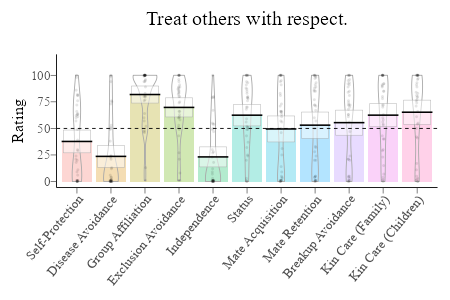 Treat others with respect.
Rating
100
75
50
25
0
Self-Protection
Disease Avoidance
Group Affiliation
Exclusion Avoidance
Independence
Status
Mate Acquisition
Mate Retention
Breakup Avoidance
Kin Care (Family)
Kin Care (Children)